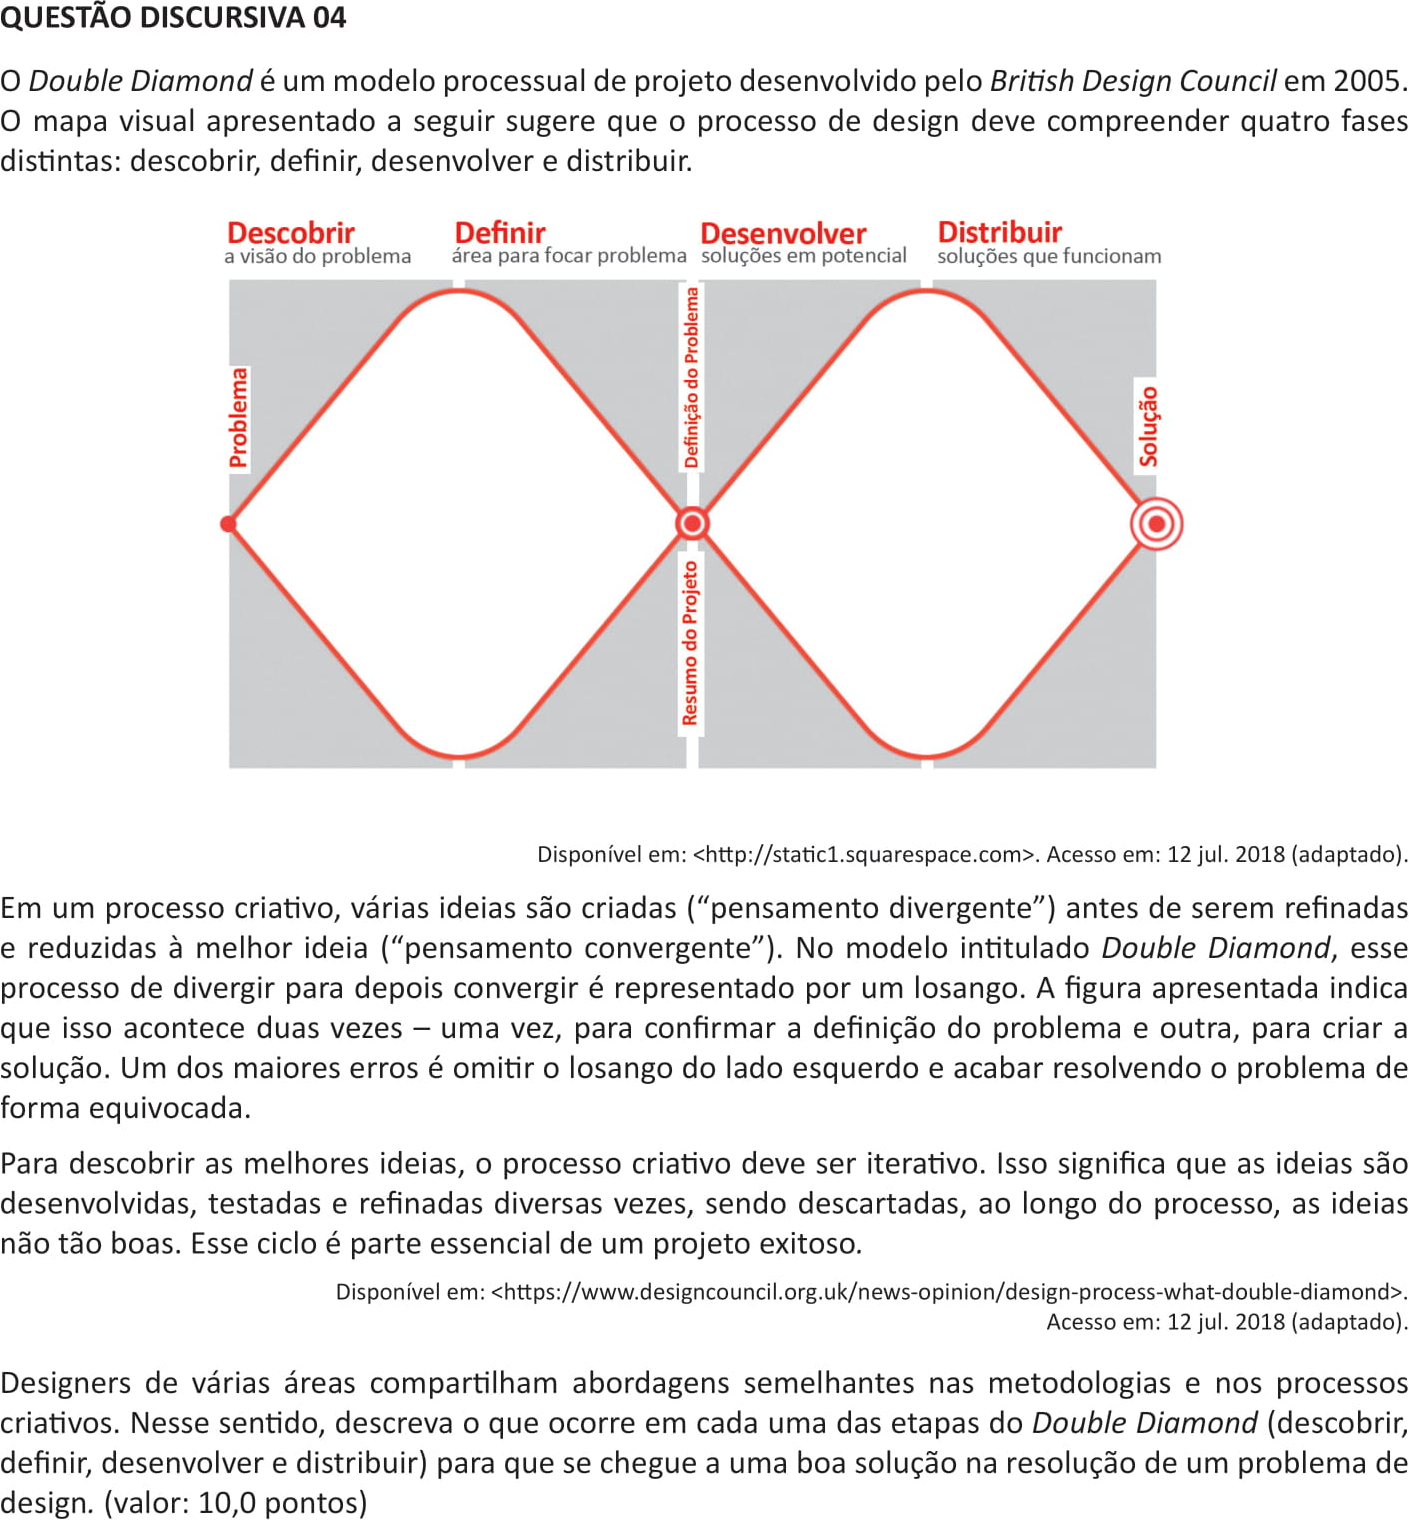 QUESTÃO DISCURSIVA 04
O Double Diamond é um modelo processual de projeto desenvolvido pelo British Design Council em 2005.
O mapa visual apresentado a seguir sugere que o processo de design deve compreender quatro fases
distintas: descobrir, definir, desenvolver e distribuir.
Descobrir
a visão do problema
Definir
área para focar problema
Desenvolver
soluções em potencial
Distribuir
soluções que funcionam
Problema
Definição do Problema
Resumo do Projeto
Solução
Disponível em: <http://static1.squarespace.com>. Acesso em: 12 jul. 2018 (adaptado).
Em um processo criativo, várias ideias são criadas (“pensamento divergente”) antes de serem refinadas
e reduzidas à melhor ideia (“pensamento convergente”). No modelo intitulado Double Diamond, esse
processo de divergir para depois convergir é representado por um losango. A figura apresentada indica
que isso acontece duas vezes – uma vez, para confirmar a definição do problema e outra, para criar a
solução. Um dos maiores erros é omitir o losango do lado esquerdo e acabar resolvendo o problema de
forma equivocada.
Para descobrir as melhores ideias, o processo criativo deve ser iterativo. Isso significa que as ideias são
desenvolvidas, testadas e refinadas diversas vezes, sendo descartadas, ao longo do processo, as ideias
não tão boas. Esse ciclo é parte essencial de um projeto exitoso.
Disponível em: <https://www.designcouncil.org.uk/news-opinion/design-process-what-double-diamond>.
Acesso em: 12 jul. 2018 (adaptado).
Designers de várias áreas compartilham abordagens semelhantes nas metodologias e nos processos
criativos. Nesse sentido, descreva o que ocorre em cada uma das etapas do Double Diamond (descobrir,
definir, desenvolver e distribuir) para que se chegue a uma boa solução na resolução de um problema de
design. (valor: 10,0 pontos)